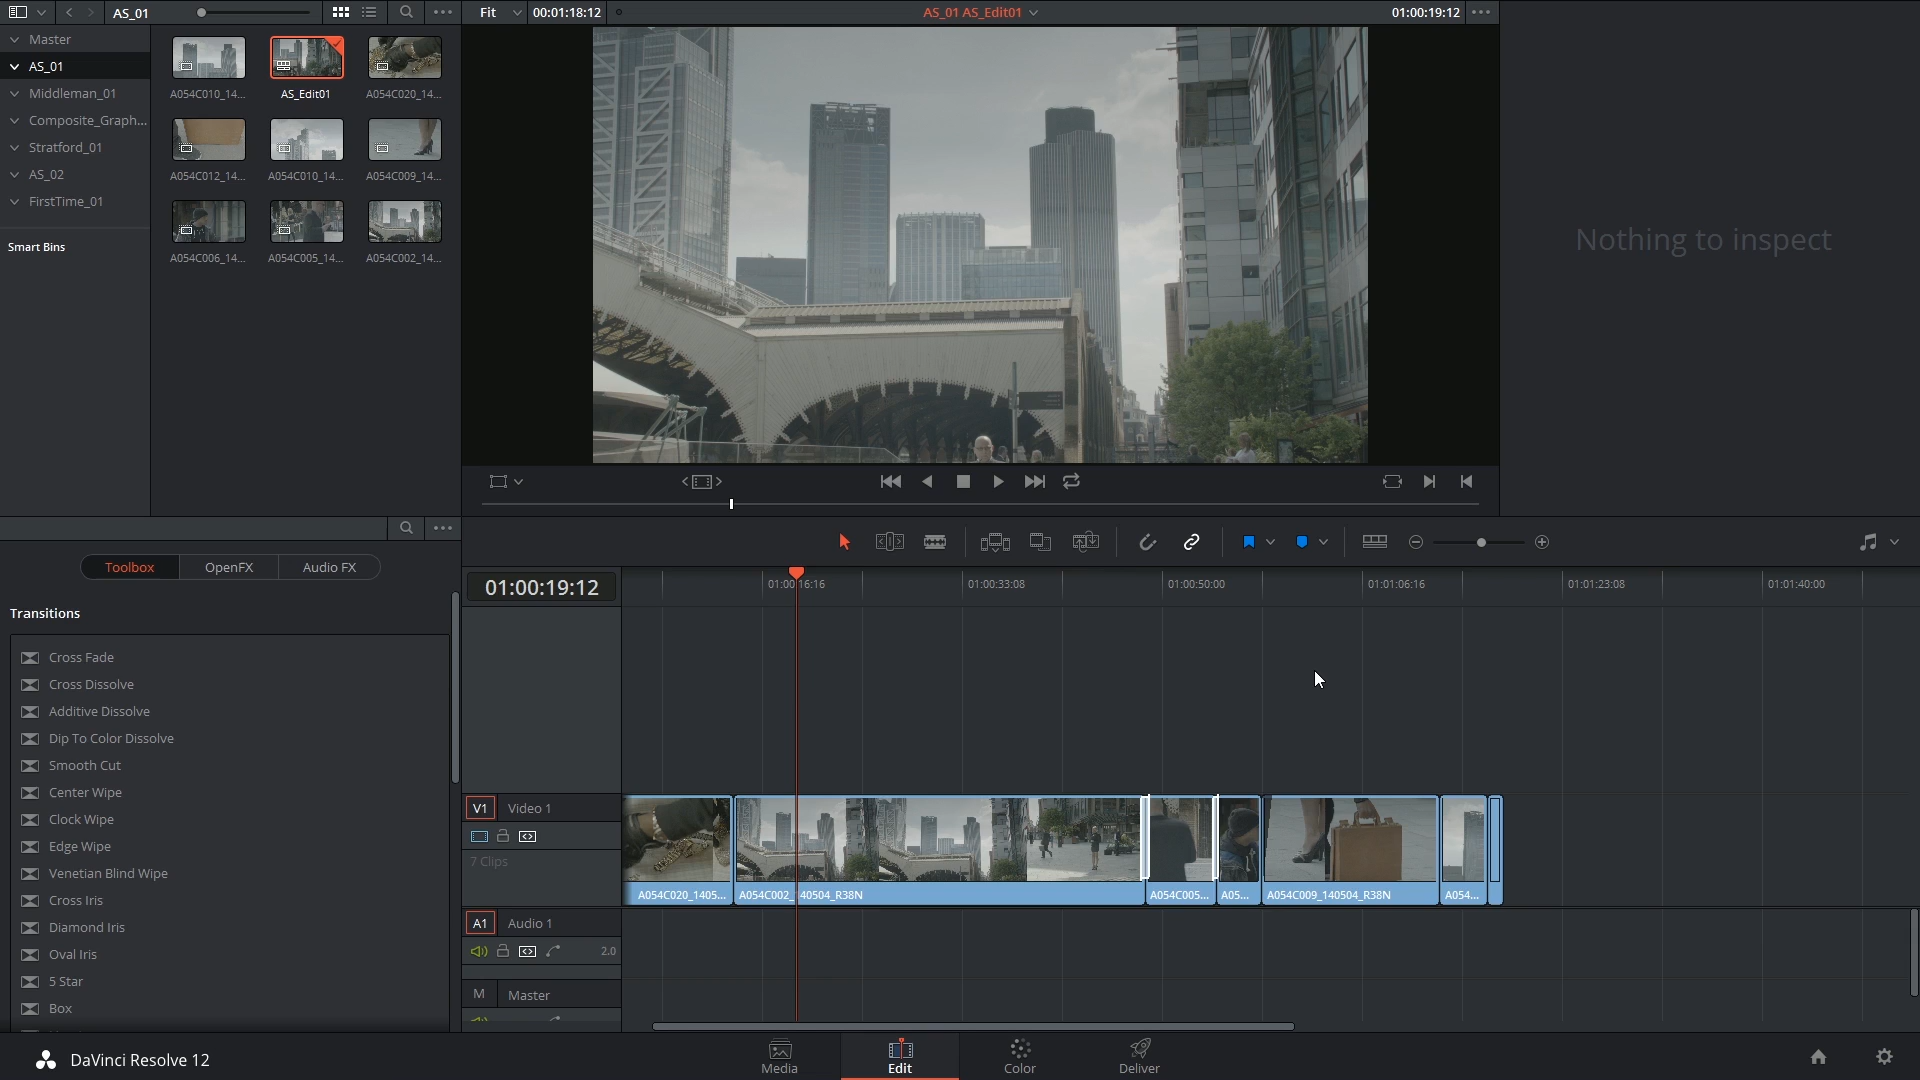 AS_01
Fit
00:01:18:12
AS_01 AS_Edit01
01:00:19:12
Master
AS_01
Middleman_01
Composite_Graph...
Stratford_01
AS_02
FirstTime_01
Smart Bins
A054C010_14...
AS_Edit01
A054C020_14...
A054C012_14...
A054C010_14...
A054C009_14...
A054C006_14...
A054C005_14...
A054C002_14...
Nothing to inspect
Toolbox
OpenFX
Audio FX
Transitions
Cross Fade
Cross Dissolve
Additive Dissolve
Dip To Color Dissolve
Smooth Cut
Center Wipe
Clock Wipe
Edge Wipe
Venetian Blind Wipe
Cross Iris
Diamond Iris
Oval Iris
5 Star
Box
01:00:19:12
01:00:16:16
01:00:33:08
01:00:50:00
01:01:06:16
01:01:23:08
01:01:40:00
V1
Video 1
7 Clips
A054C020_1405...
A054C002_140504_R38N
A054C005...
A05...
A054C009_140504_R38N
A054...
A1
Audio 1
2.0
M
Master
DaVinci Resolve 12
Media
Edit
Color
Deliver